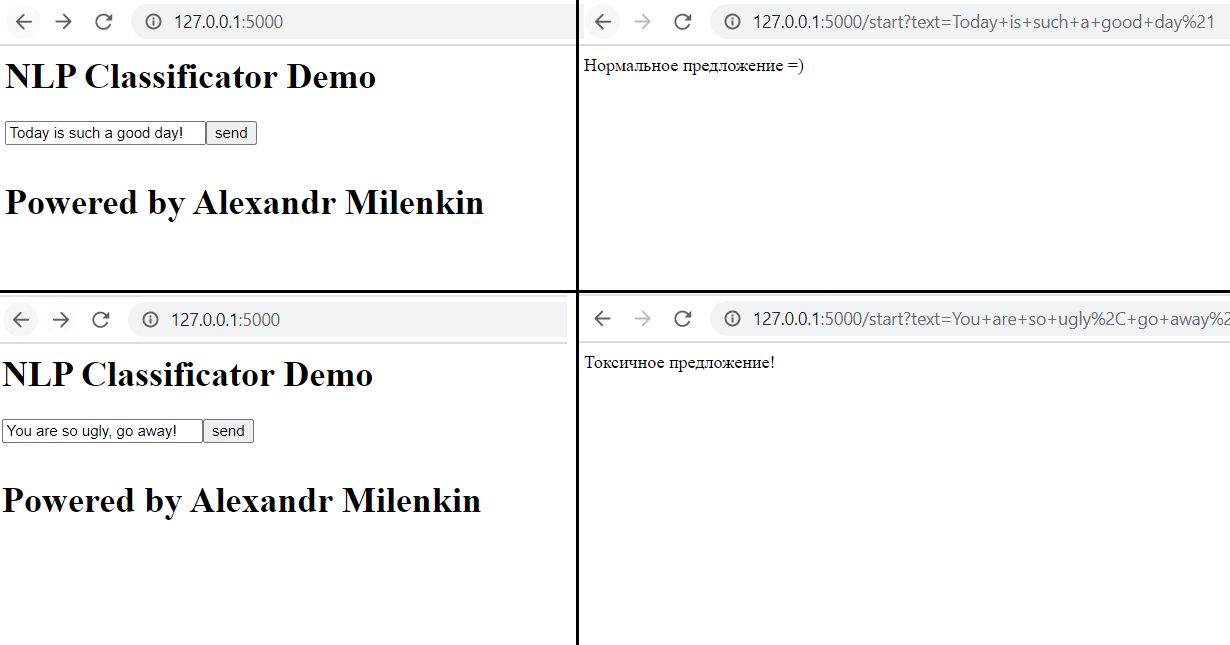 127.0.0.1:5000
NLP Classificator Demo
Today is such a good day!
send
Powered by Alexandr Milenkin
127.0.0.1:5000/start?text=Today+is+such+a+good+day%21
Нормальное предложение =)
127.0.0.1:5000
NLP Classificator Demo
You are so ugly, go away!
send
Powered by Alexandr Milenkin
127.0.0.1:5000/start?text=You+are+so+ugly%2C+go+away%2
Токсичное предложение!